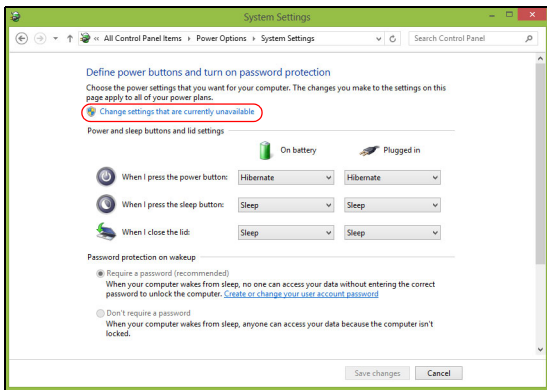 System Settings
« All Control Panel Items ▸ Power Options ▸ System Settings
Search Control Panel
Define power buttons and turn on password protection
Choose the power settings that you want for your computer. The changes you make to the settings on this
page apply to all of your power plans.
Change settings that are currently unavailable
Power and sleep buttons and lid settings
On battery Plugged in
When I press the power button: Hibernate Hibernate
When I press the sleep button: Sleep Sleep
When I close the lid: Sleep Sleep
Password protection on wakeup
Require a password (recommended)
When your computer wakes from sleep, no one can access your data without entering the correct
password to unlock the computer. Create or change your user account password
Don't require a password
When your computer wakes from sleep, anyone can access your data because the computer isn't
locked.
Save changes Cancel